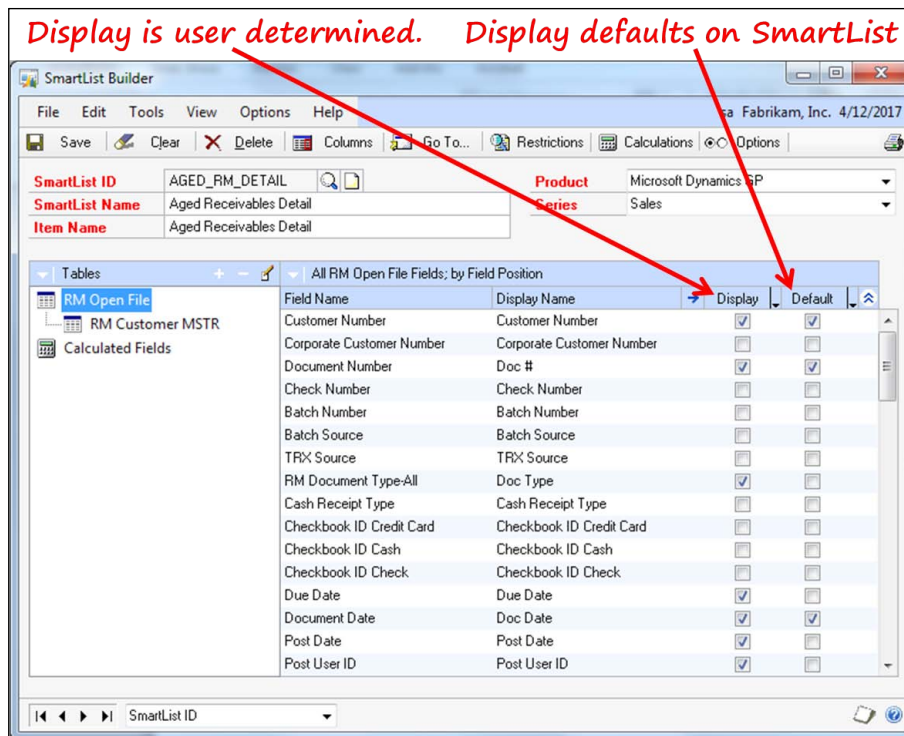 Display is user determined. Display defaults on SmartList
SmartList Builder
File Edit Tools View Options Help sa Fabrikam, Inc. 4/12/2017
Save Clear Delete Columns Go To... Restrictions Calculations Options
SmartList ID AGED_RM_DETAIL Product Microsoft Dynamics GP
SmartList Name Aged Receivables Detail Series Sales
Item Name Aged Receivables Detail
Tables All RM Open File Fields; by Field Position
RM Open File Field Name Display Name Display Default
RM Customer MSTR Customer Number Customer Number
Calculated Fields Corporate Customer Number Corporate Customer Number
Document Number Doc #
Check Number Check Number
Batch Number Batch Number
Batch Source Batch Source
TRX Source TRX Source
RM Document Type-All Doc Type
Cash Receipt Type Cash Receipt Type
Checkbook ID Credit Card Checkbook ID Credit Card
Checkbook ID Cash Checkbook ID Cash
Checkbook ID Check Checkbook ID Check
Due Date Due Date
Document Date Doc Date
Post Date Post Date
Post User ID Post User ID
SmartList ID